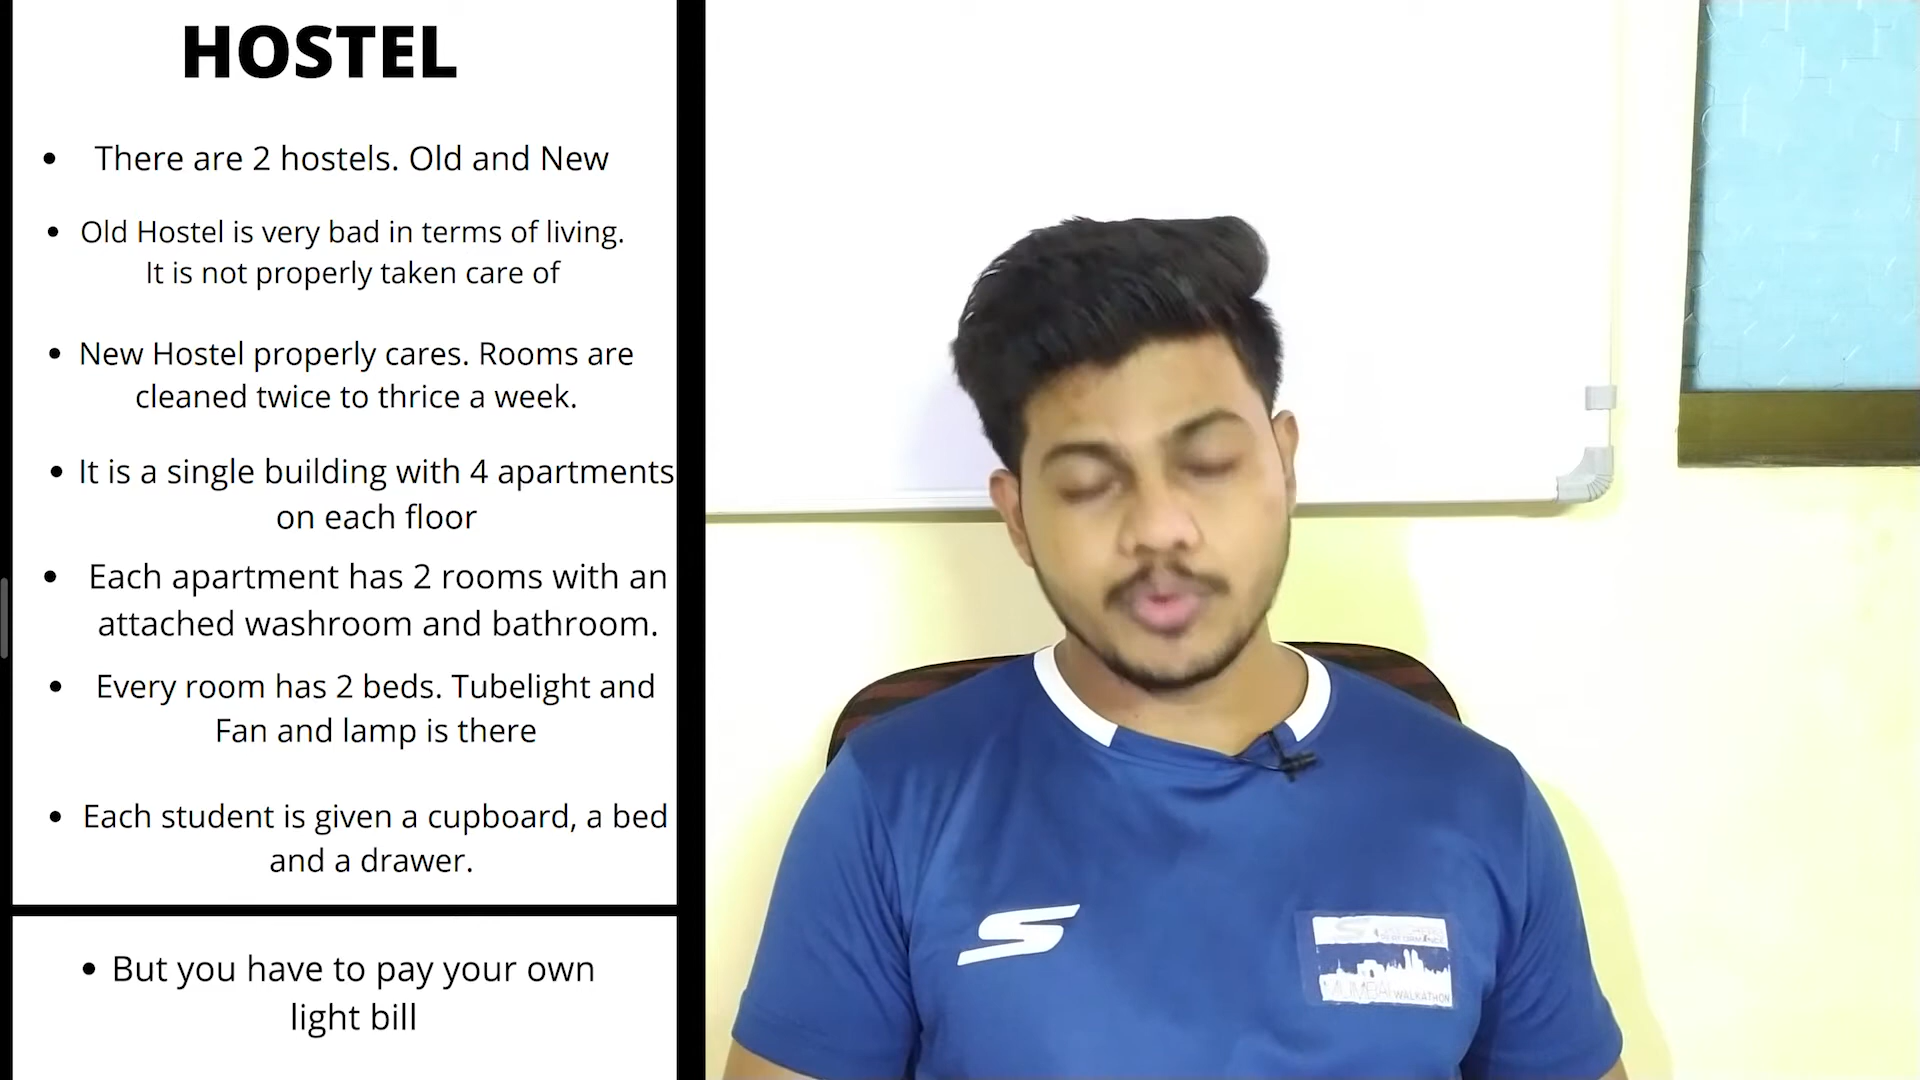 HOSTEL
• There are 2 hostels. Old and New
• Old Hostel is very bad in terms of living.
It is not properly taken care of
• New Hostel properly cares. Rooms are
cleaned twice to thrice a week.
• It is a single building with 4 apartments
on each floor
• Each apartment has 2 rooms with an
attached washroom and bathroom.
• Every room has 2 beds. Tubelight and
Fan and lamp is there
• Each student is given a cupboard, a bed
and a drawer.
• But you have to pay your own
light bill
MUMBAI WALKATHON